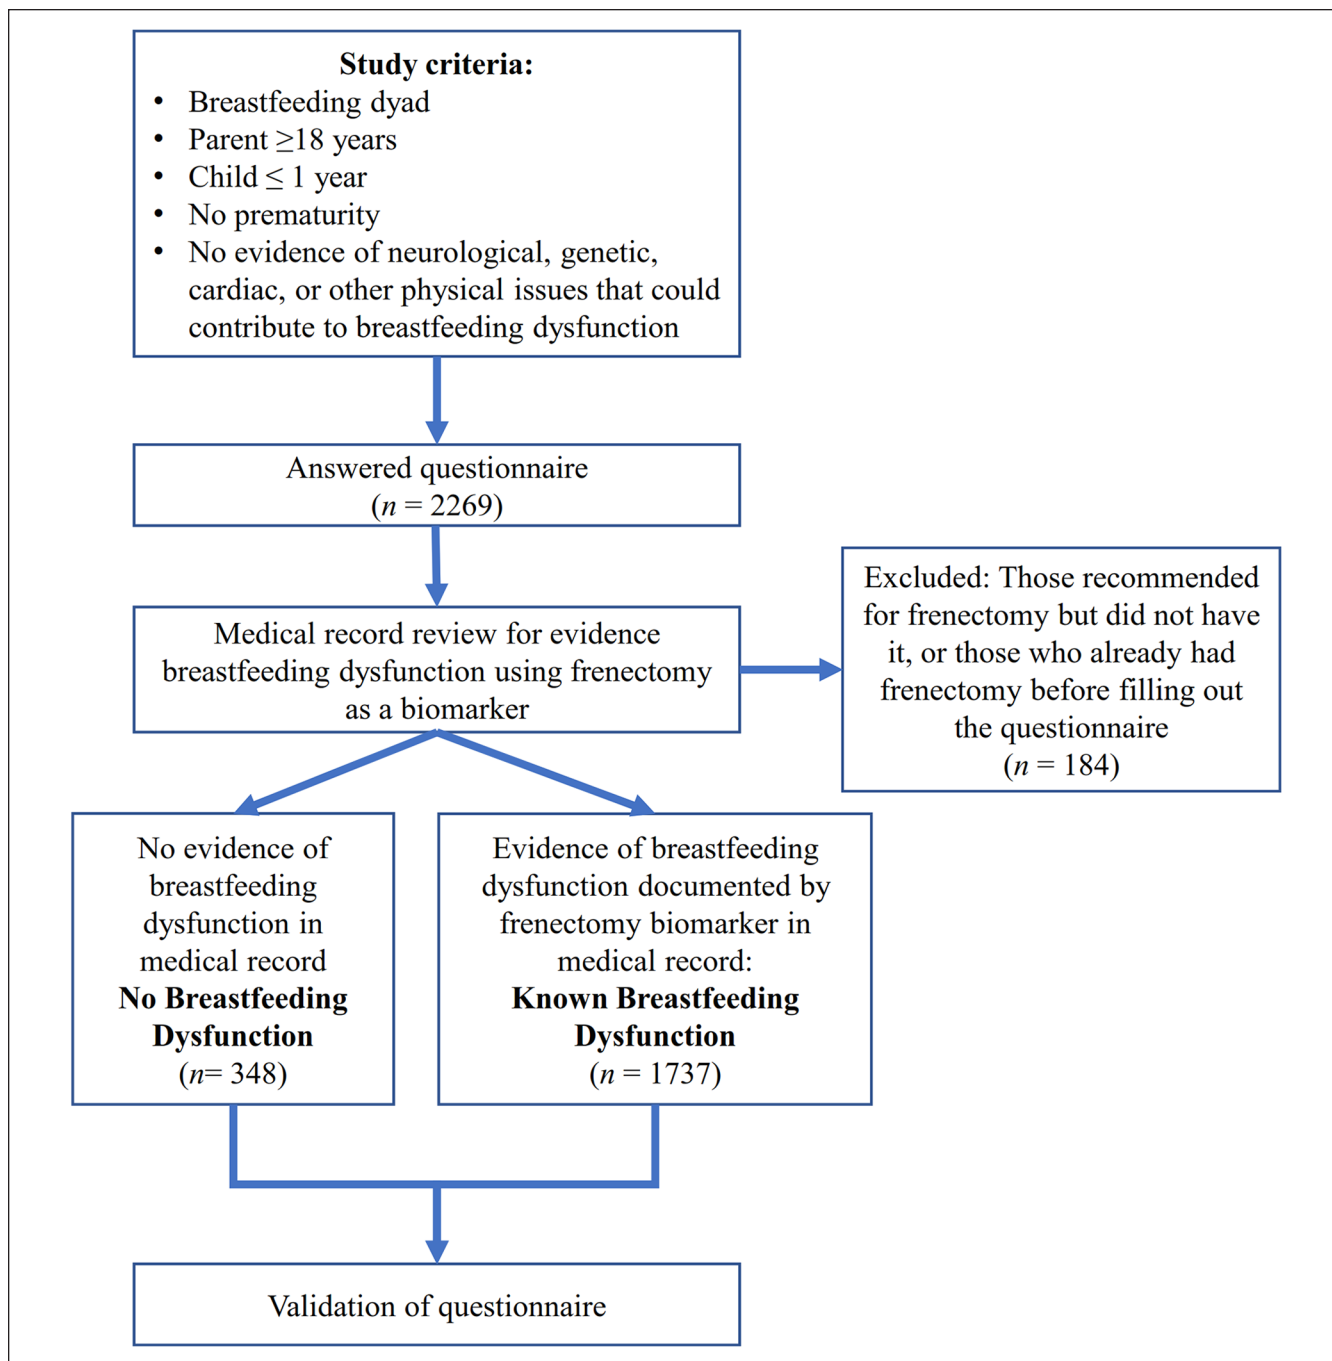 Study criteria:
• Breastfeeding dyad
• Parent ≥18 years
• Child ≤ 1 year
• No prematurity
• No evidence of neurological, genetic,
cardiac, or other physical issues that could
contribute to breastfeeding dysfunction
Answered questionnaire
(n = 2269)
Medical record review for evidence
breastfeeding dysfunction using frenectomy
as a biomarker
Excluded: Those recommended
for frenectomy but did not have
it, or those who already had
frenectomy before filling out
the questionnaire
(n = 184)
No evidence of
breastfeeding
dysfunction in
medical record
No Breastfeeding
Dysfunction
(n= 348)
Evidence of breastfeeding
dysfunction documented by
frenectomy biomarker in
medical record:
Known Breastfeeding
Dysfunction
(n = 1737)
Validation of questionnaire